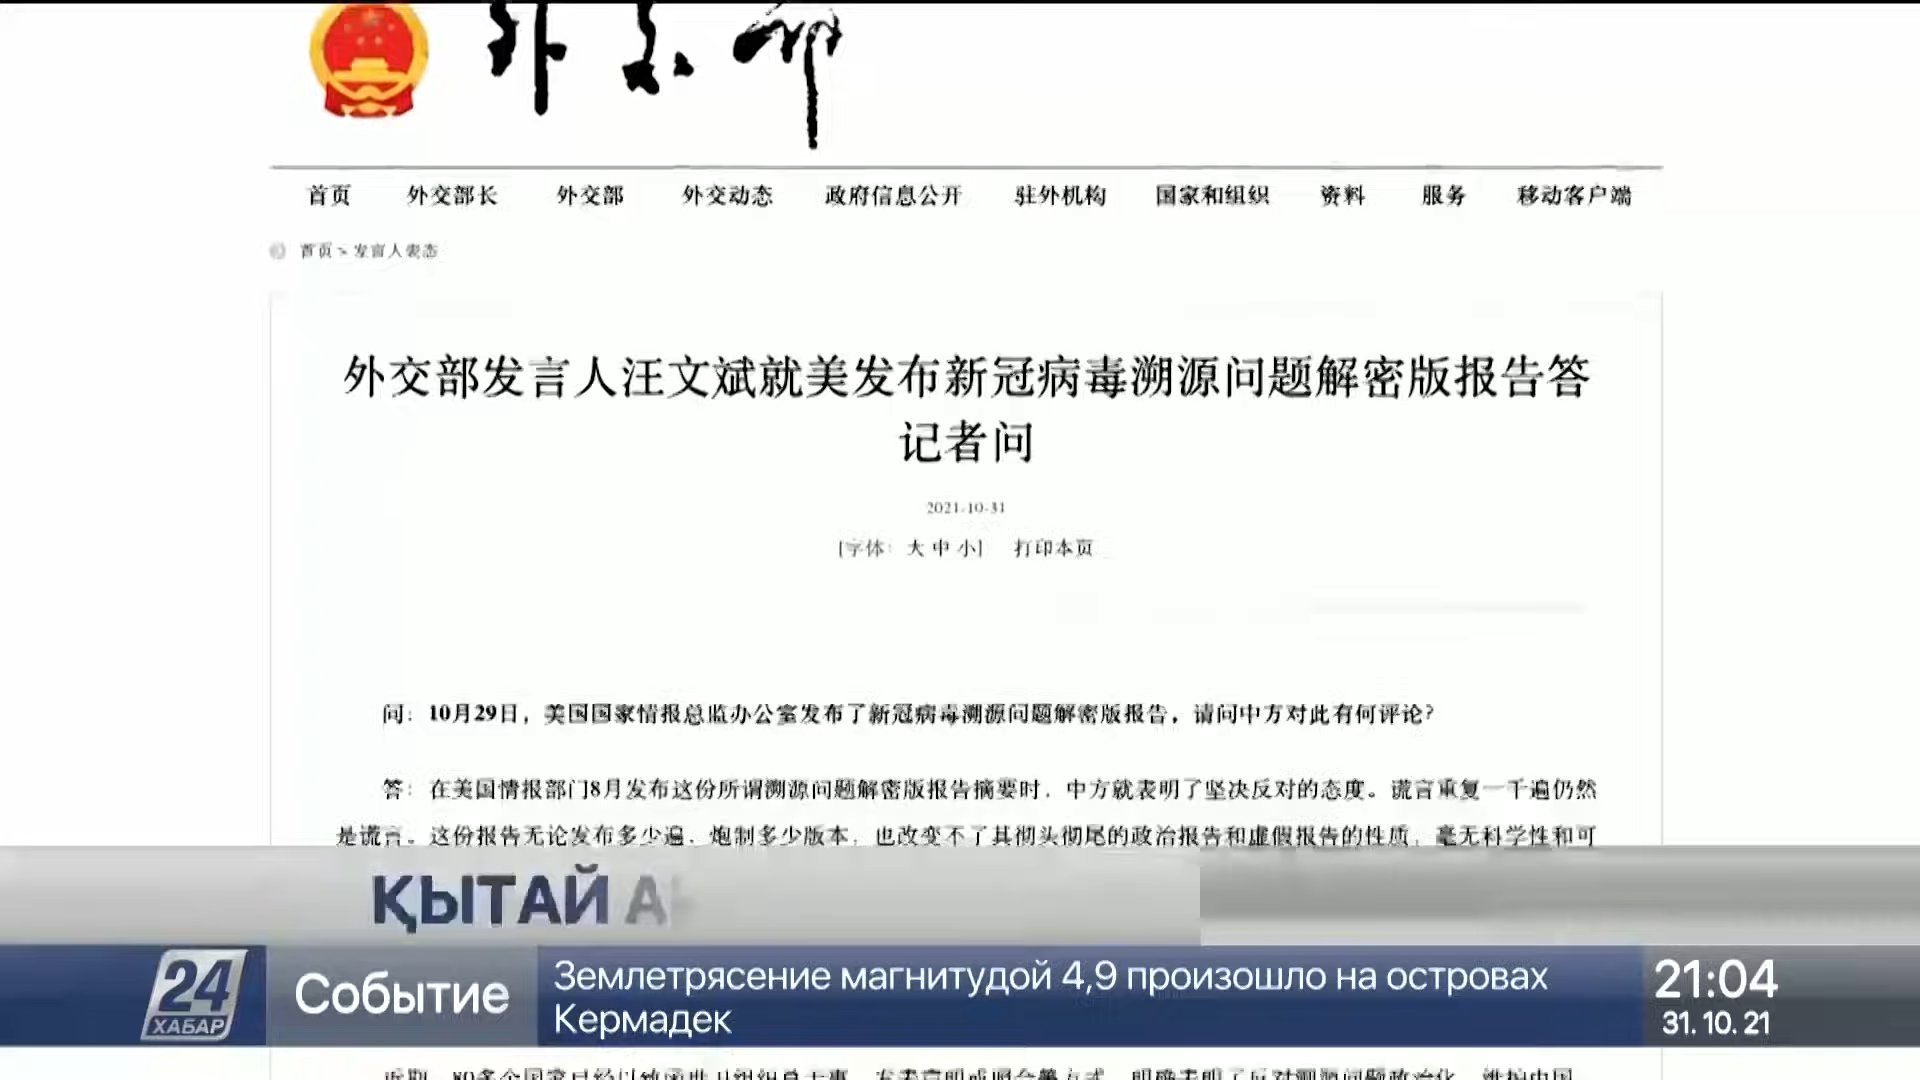 外交部
首页 外交部长 外交部 外交动态 政府信息公开 驻外机构 国家和组织 资料 服务 移动客户端
首页 > 发言人表态
外交部发言人汪文斌就美发布新冠病毒溯源问题解密版报告答
记者问
2021-10-31
[字体：大 中 小] 打印本页
问：10月29日，美国国家情报总监办公室发布了新冠病毒溯源问题解密版报告，请问中方对此有何评论？
答：在美国情报部门8月发布这份所谓溯源问题解密版报告摘要时，中方就表明了坚决反对的态度。谎言重复一千遍仍然
是谎言。这份报告无论发布多少遍，炮制多少版本，也改变不了其彻头彻尾的政治报告和虚假报告的性质，毫无科学性和可
ҚЫТАЙ
24
ХАБАР
Событие
Землетрясение магнитудой 4,9 произошло на островах
Кермадек
21:04
31.10.21